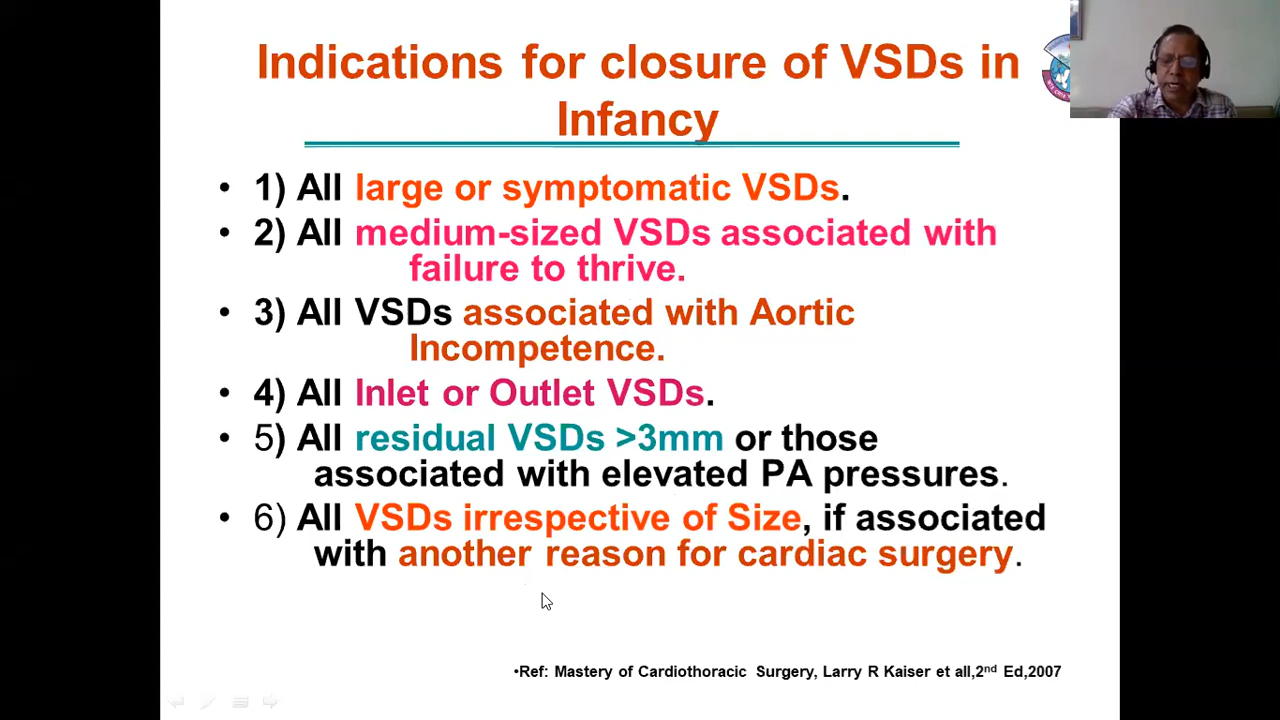 Indications for closure of VSDs in
Infancy
• 1) All large or symptomatic VSDs.
• 2) All medium-sized VSDs associated with
failure to thrive.
• 3) All VSDs associated with Aortic
Incompetence.
• 4) All Inlet or Outlet VSDs.
• 5) All residual VSDs >3mm or those
associated with elevated PA pressures.
• 6) All VSDs irrespective of Size, if associated
with another reason for cardiac surgery.
•Ref: Mastery of Cardiothoracic Surgery, Larry R Kaiser et all,2nd Ed,2007